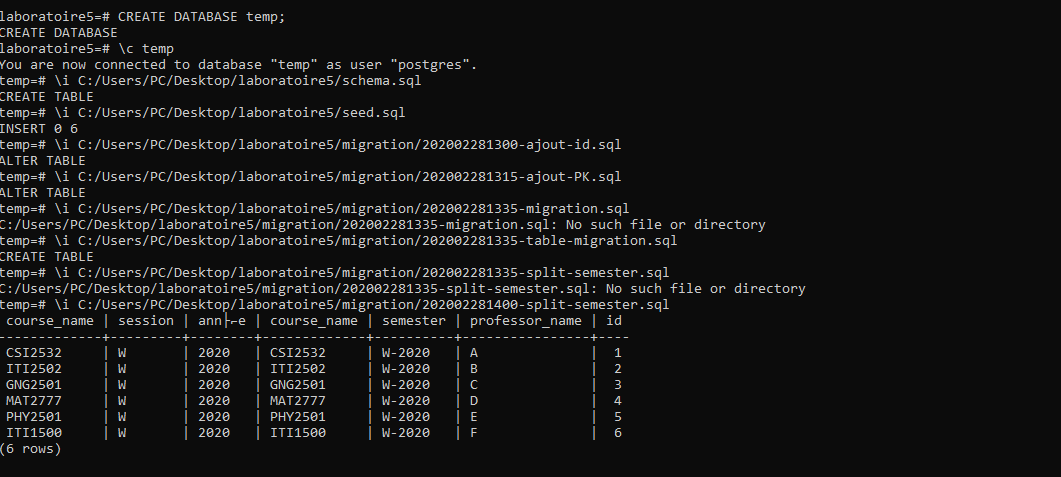 laboratoire5=# CREATE DATABASE temp;
CREATE DATABASE
laboratoire5=# \c temp
You are now connected to database "temp" as user "postgres".
temp=# \i C:/Users/PC/Desktop/laboratoire5/schema.sql
CREATE TABLE
temp=# \i C:/Users/PC/Desktop/laboratoire5/seed.sql
INSERT 0 6
temp=# \i C:/Users/PC/Desktop/laboratoire5/migration/202002281300-ajout-id.sql
ALTER TABLE
temp=# \i C:/Users/PC/Desktop/laboratoire5/migration/202002281315-ajout-PK.sql
ALTER TABLE
temp=# \i C:/Users/PC/Desktop/laboratoire5/migration/202002281335-migration.sql
C:/Users/PC/Desktop/laboratoire5/migration/202002281335-migration.sql: No such file or directory
temp=# \i C:/Users/PC/Desktop/laboratoire5/migration/202002281335-table-migration.sql
CREATE TABLE
temp=# \i C:/Users/PC/Desktop/laboratoire5/migration/202002281335-split-semester.sql
C:/Users/PC/Desktop/laboratoire5/migration/202002281335-split-semester.sql: No such file or directory
temp=# \i C:/Users/PC/Desktop/laboratoire5/migration/202002281400-split-semester.sql
 course_name | session | ann├⌐e | course_name | semester | professor_name | id
-------------+---------+--------+-------------+----------+----------------+----
 CSI2532     | W       | 2020   | CSI2532     | W-2020   | A              |  1
 ITI2502     | W       | 2020   | ITI2502     | W-2020   | B              |  2
 GNG2501     | W       | 2020   | GNG2501     | W-2020   | C              |  3
 MAT2777     | W       | 2020   | MAT2777     | W-2020   | D              |  4
 PHY2501     | W       | 2020   | PHY2501     | W-2020   | E              |  5
 ITI1500     | W       | 2020   | ITI1500     | W-2020   | F              |  6
(6 rows)